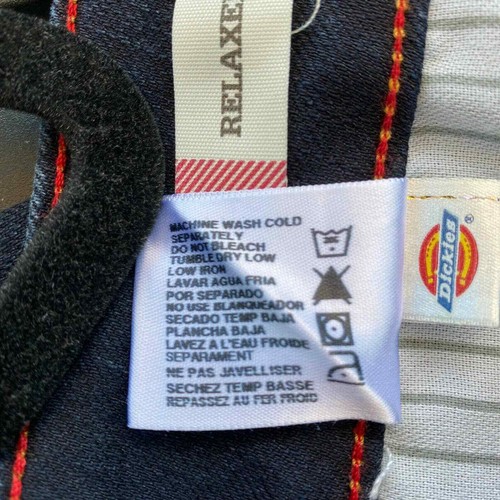 RELAXE
MACHINE WASH COLD
SEPARATELY
DO NOT BLEACH
TUMBLE DRY LOW
LOW IRON
LAVAR AGUA FRIA
POR SEPARADO
NO USE BLANQUEADOR
SECADO TEMP BAJA
PLANCHA BAJA
LAVEZ A L'EAU FROIDE
SEPARAMENT
NE PAS JAVELLISER
SECHEZ TEMP BASSE
REPASSEZ AU FER FROID
Dickies®